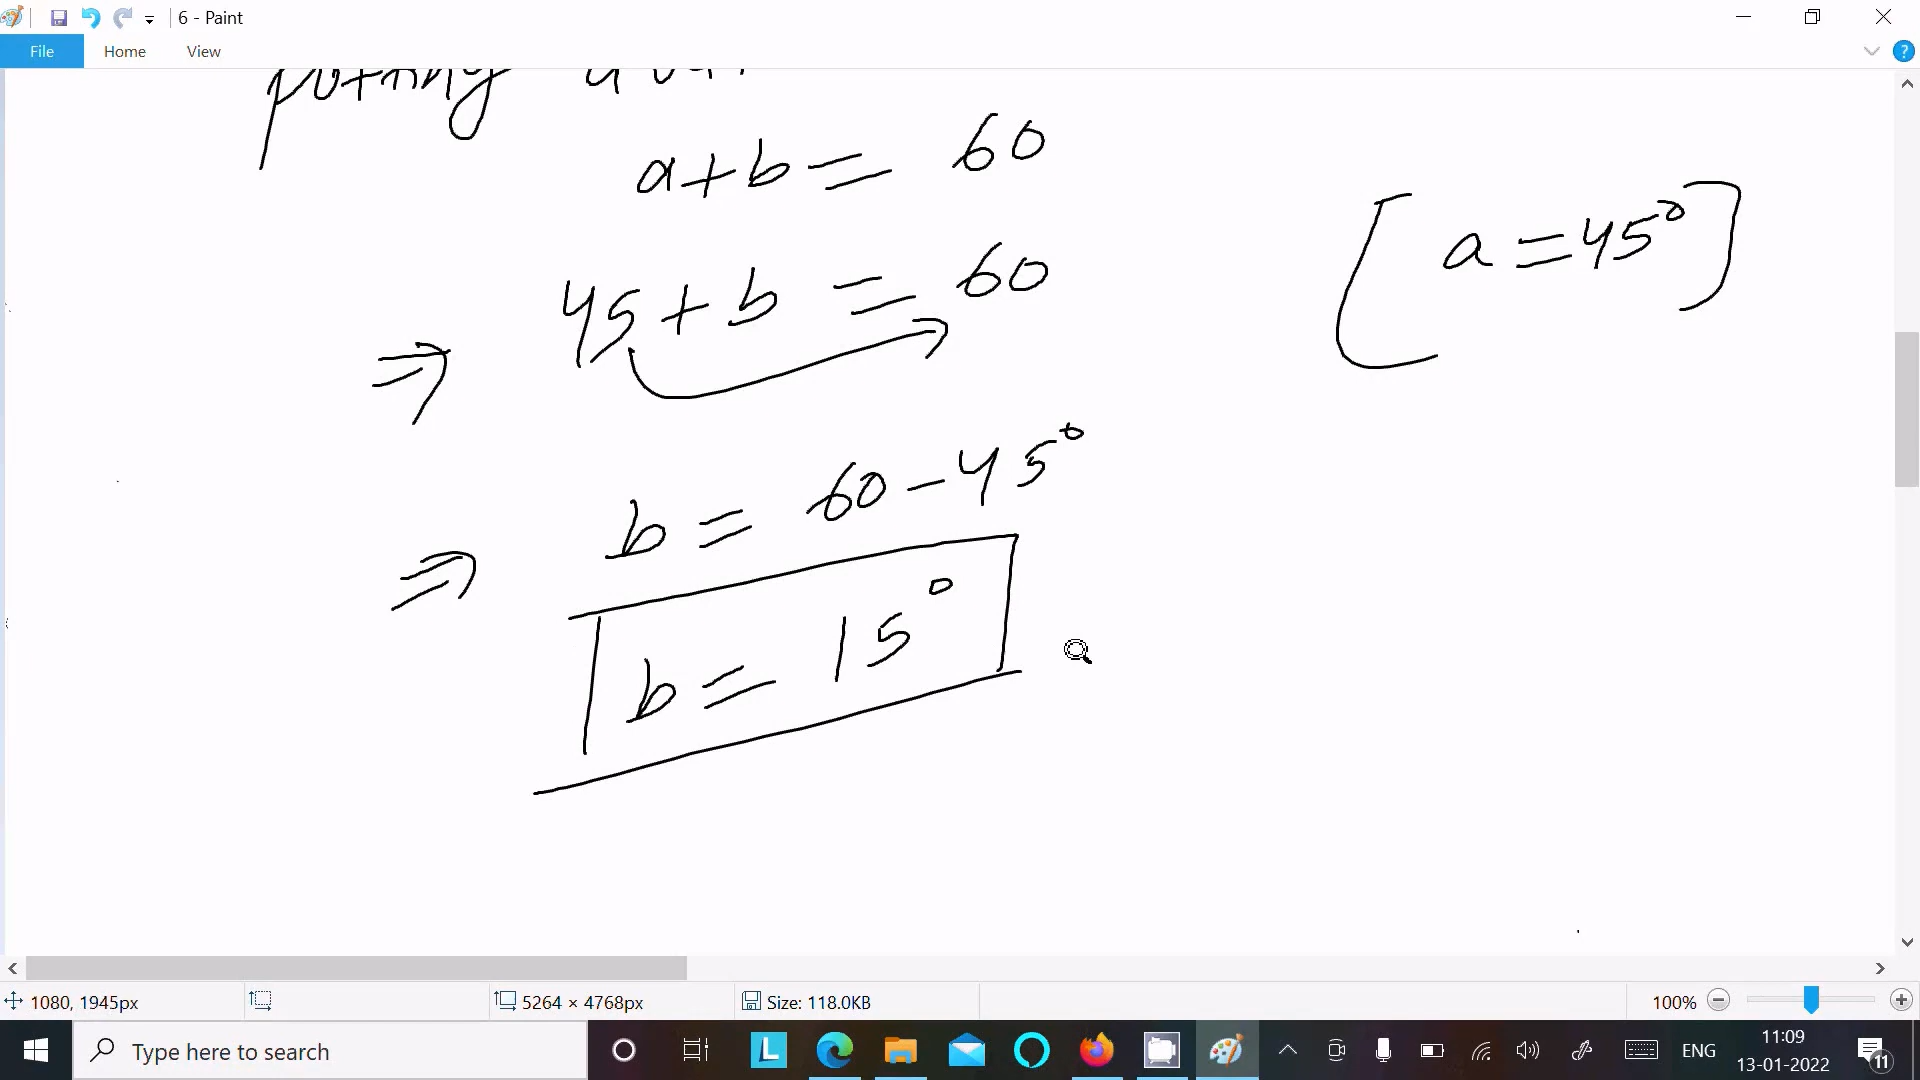 6 - Paint
File Home View
putting
a+b = 60
[a = 45°]
⇒ 45 + b = 60
⇒ b = 60 - 45°
b = 15°
1080, 1945px 5264 × 4768px Size: 118.0KB 100%
Type here to search L ENG 11:09
13-01-2022 11